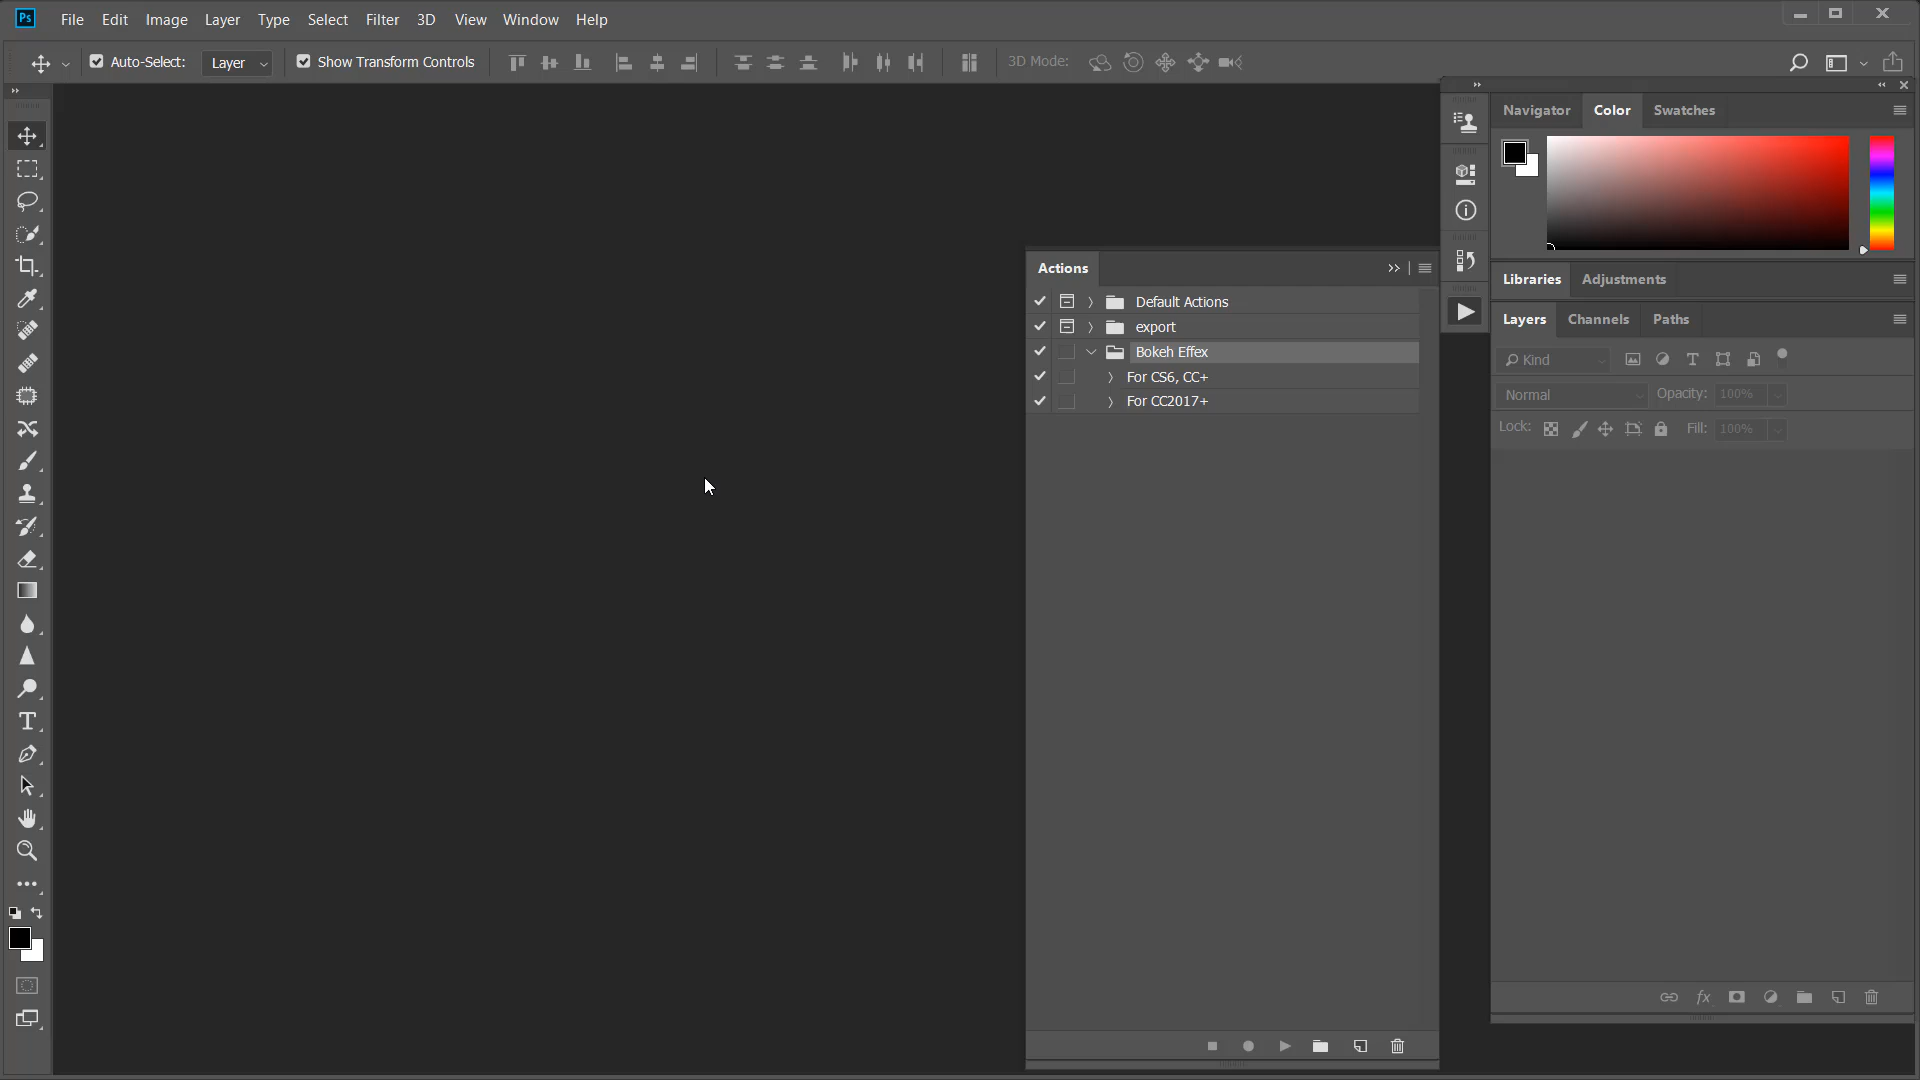 Ps File Edit Image Layer Type Select Filter 3D View Window Help
Auto-Select: Layer Show Transform Controls 3D Mode:
Navigator Color Swatches
Actions
Default Actions
export
Bokeh Effex
For CS6, CC+
For CC2017+
Libraries Adjustments
Layers Channels Paths
Kind
Normal Opacity: 100%
Lock: Fill: 100%
fx